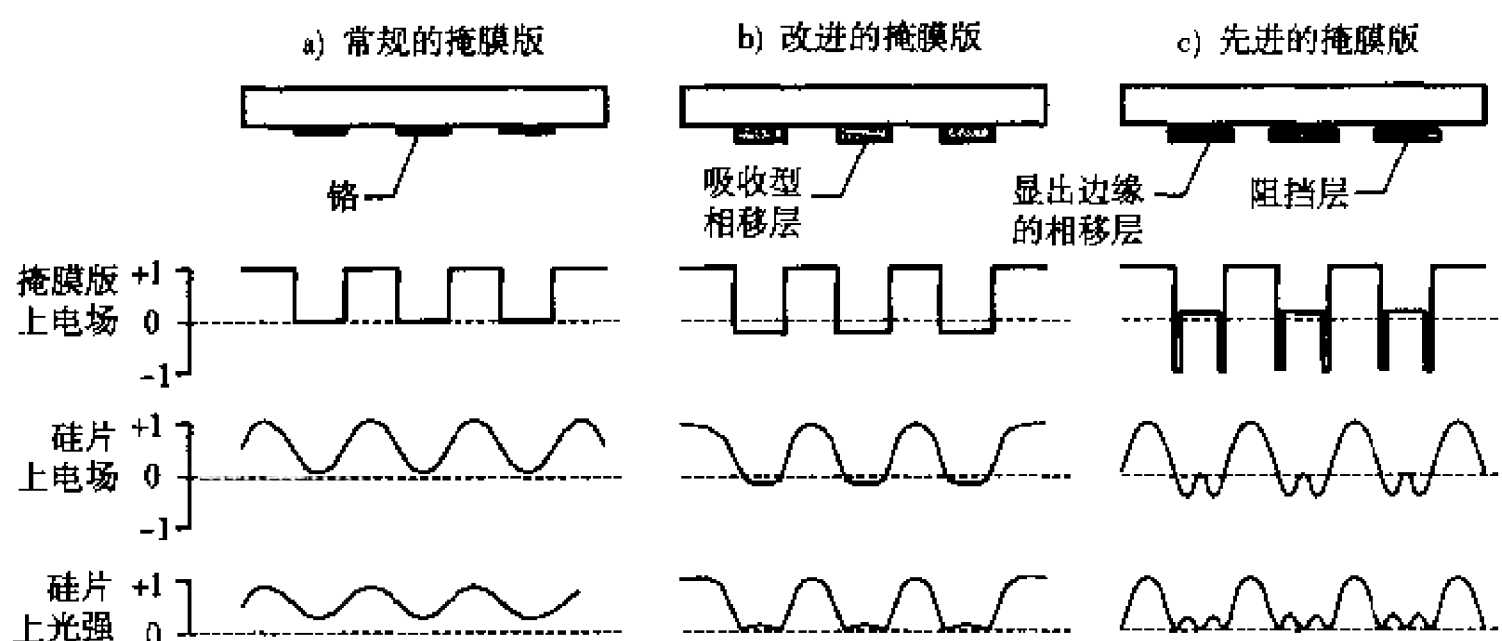 a) 常规的掩膜版
b) 改进的掩膜版
c) 先进的掩膜版
铬
吸收型
相移层
显出边缘
的相移层
阻挡层
掩膜版
上电场
+1
0
-1
硅片
上电场
+1
0
-1
硅片
上光强
+1
0